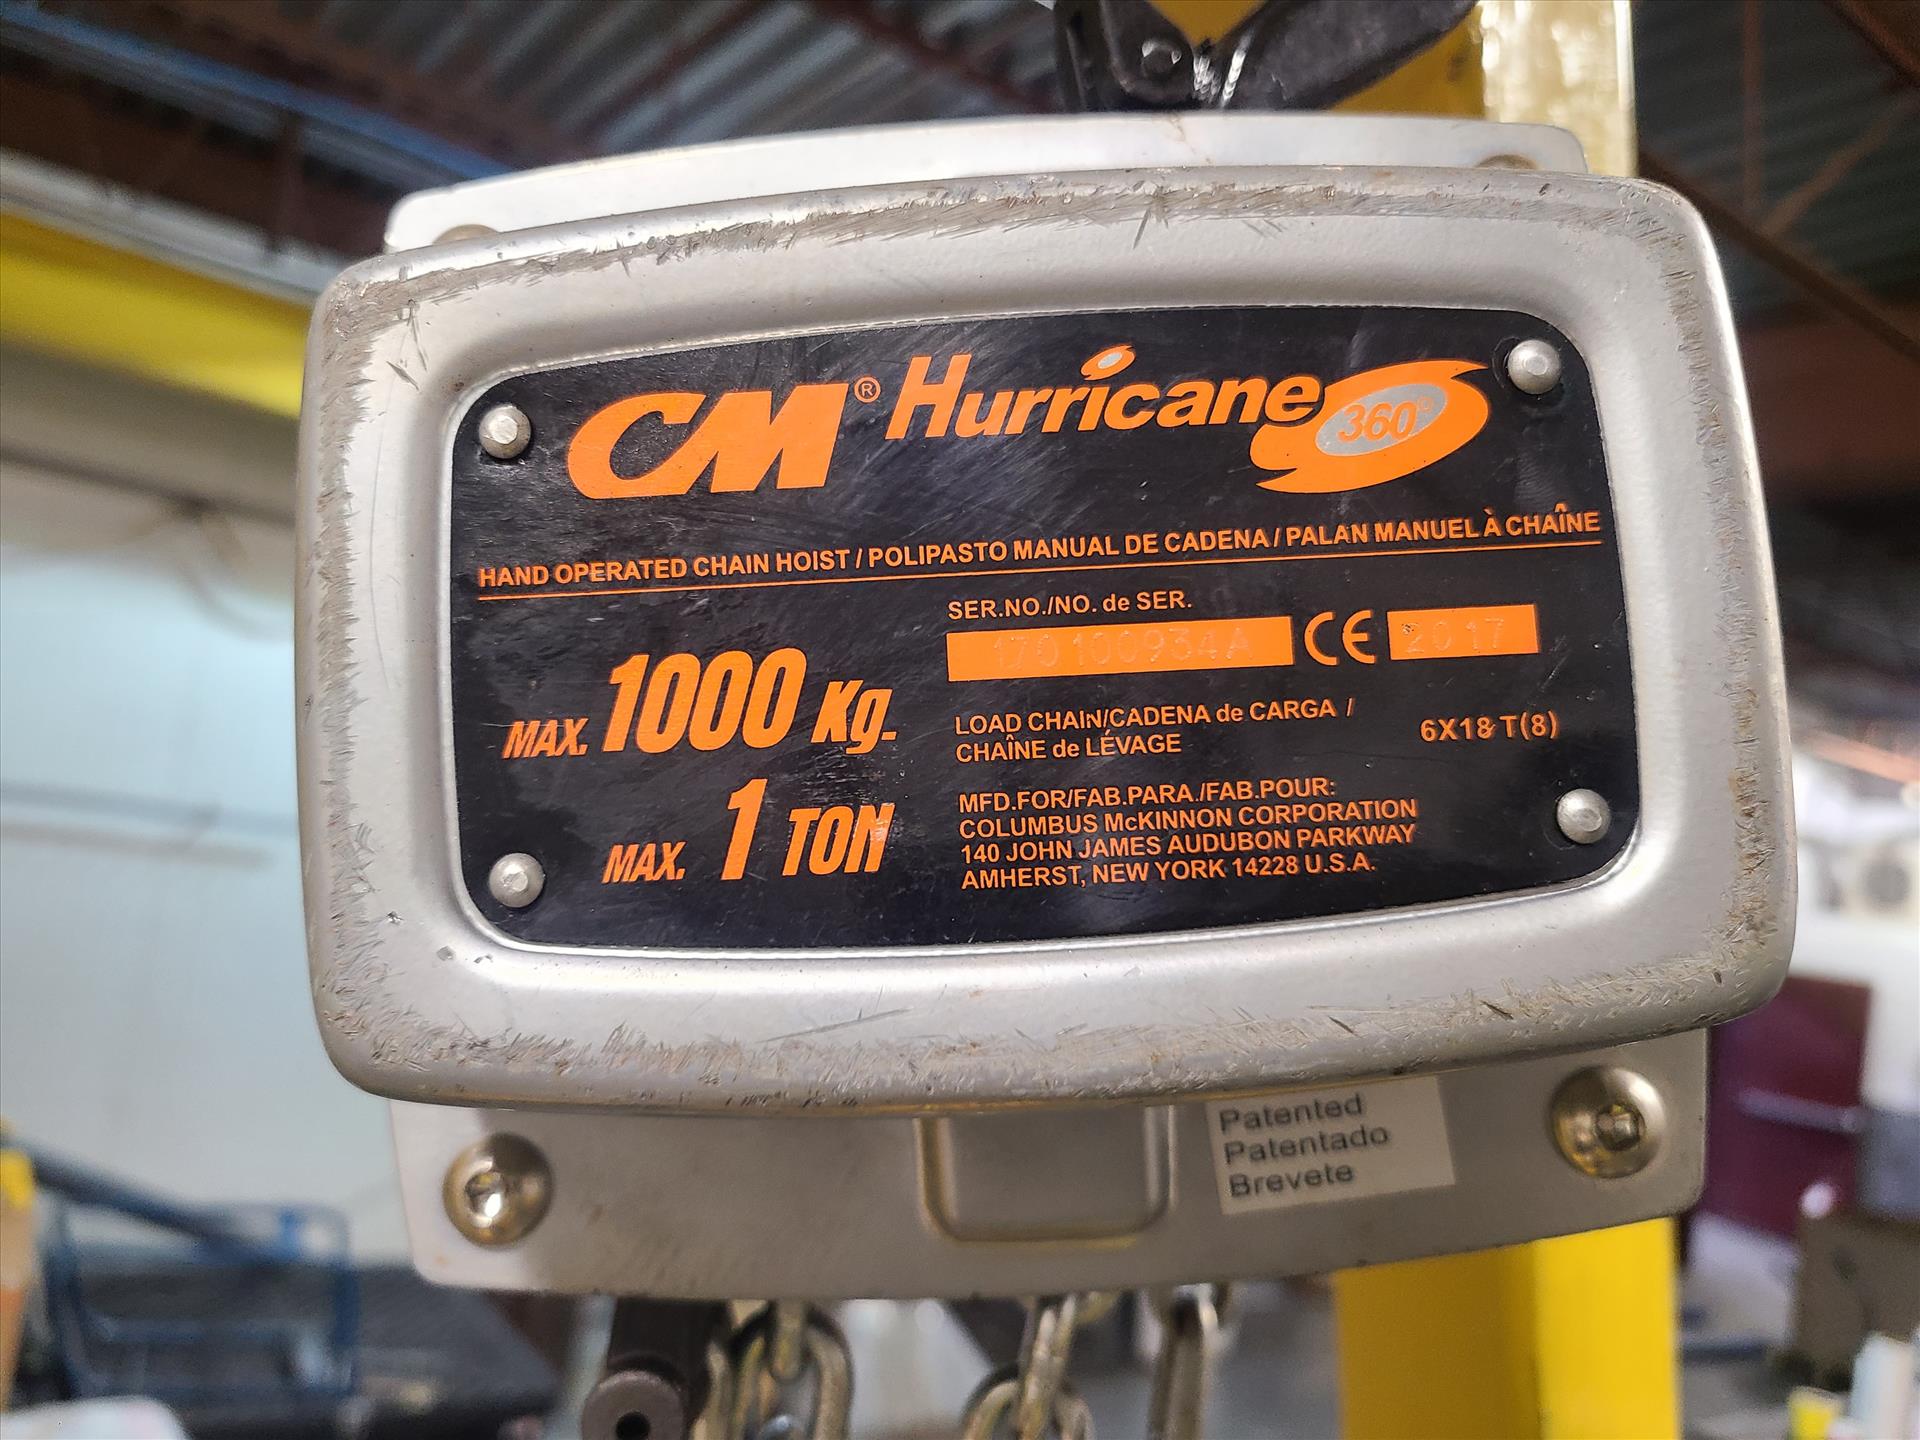 CM® Hurricane 360°
HAND OPERATED CHAIN HOIST / POLIPASTO MANUAL DE CADENA / PALAN MANUEL À CHAÎNE
SER.NO./NO. de SER.
170100934A CE 2017
MAX. 1000 Kg.
LOAD CHAIN/CADENA de CARGA /
CHAÎNE de LÉVAGE
6X18 T(8)
MAX. 1 TON
MFD.FOR/FAB.PARA./FAB.POUR:
COLUMBUS McKINNON CORPORATION
140 JOHN JAMES AUDUBON PARKWAY
AMHERST, NEW YORK 14228 U.S.A.
Patented
Patentado
Brevete